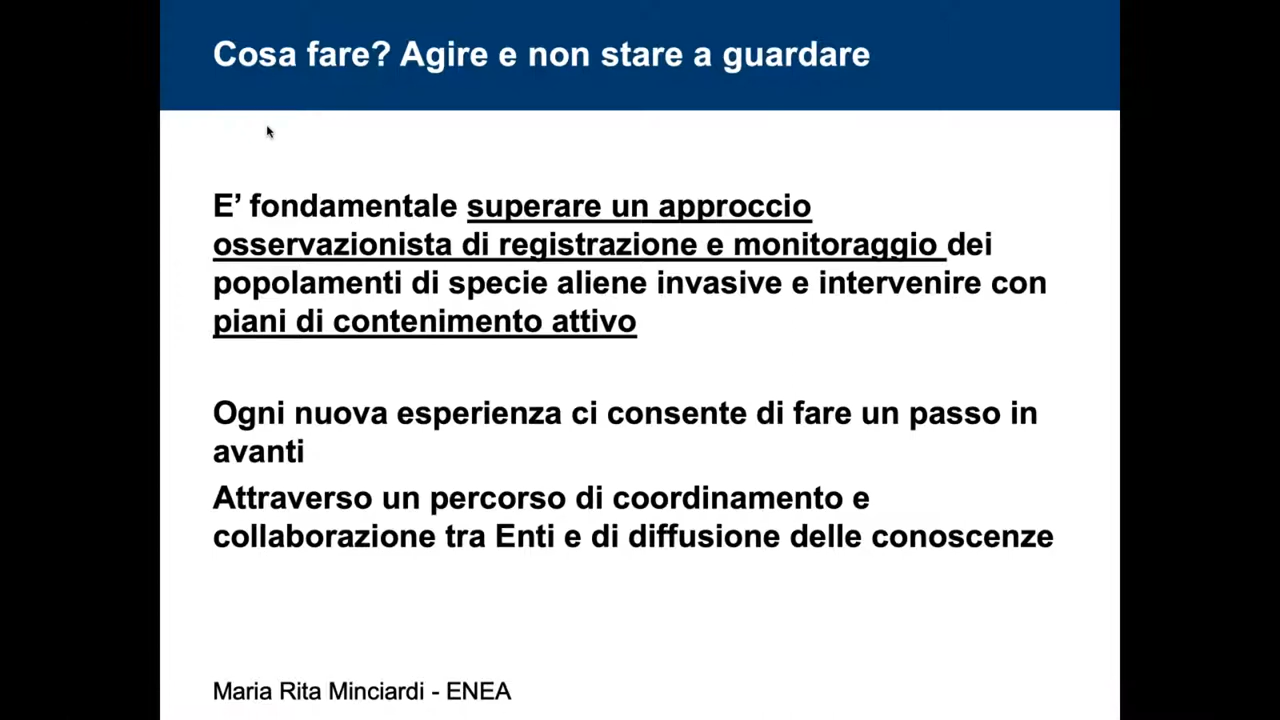 Cosa fare? Agire e non stare a guardare
E’ fondamentale superare un approccio
osservazionista di registrazione e monitoraggio dei
popolamenti di specie aliene invasive e intervenire con
piani di contenimento attivo
Ogni nuova esperienza ci consente di fare un passo in
avanti
Attraverso un percorso di coordinamento e
collaborazione tra Enti e di diffusione delle conoscenze
Maria Rita Minciardi - ENEA